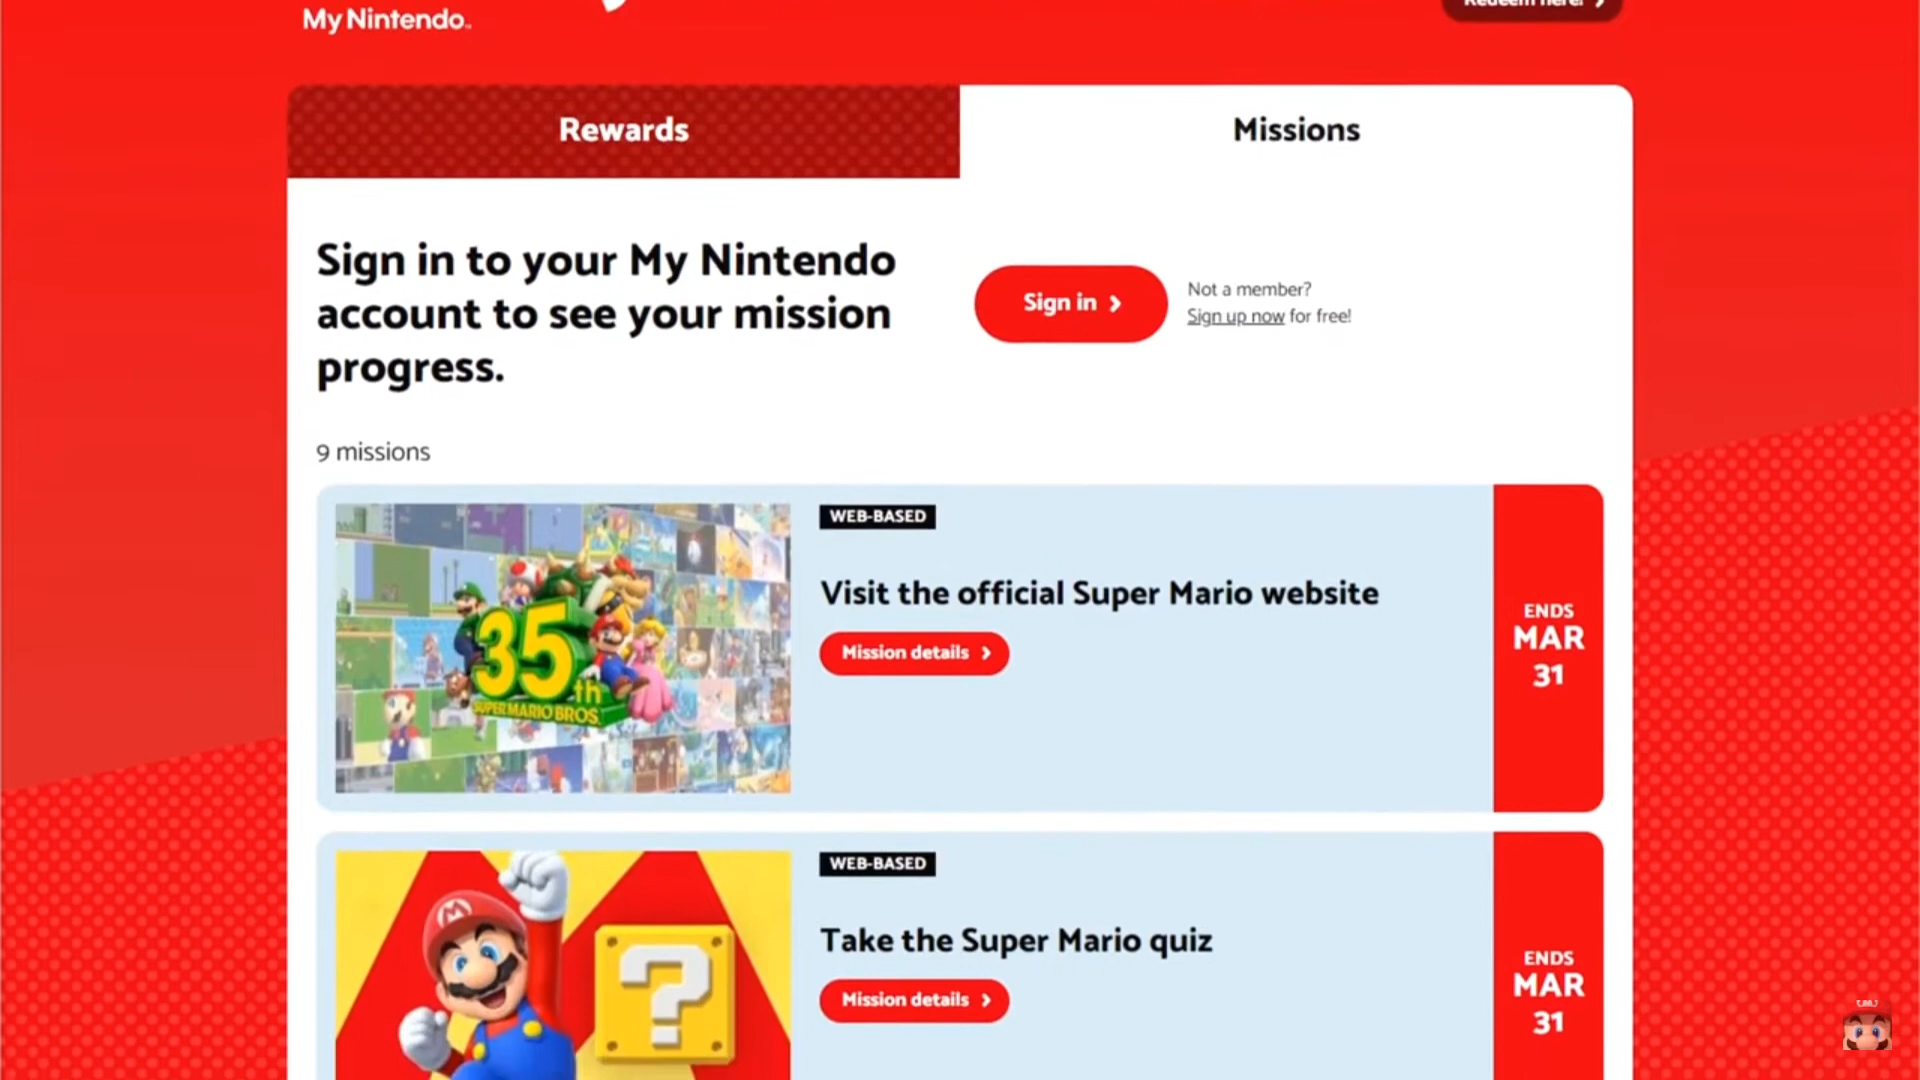 My Nintendo
Redeem here!
Rewards
Missions
Sign in to your My Nintendo
account to see your mission
progress.
Sign in
Not a member?
Sign up now for free!
9 missions
WEB-BASED
Visit the official Super Mario website
Mission details
ENDS
MAR
31
35th
SUPER MARIO BROS.
WEB-BASED
Take the Super Mario quiz
Mission details
ENDS
MAR
31